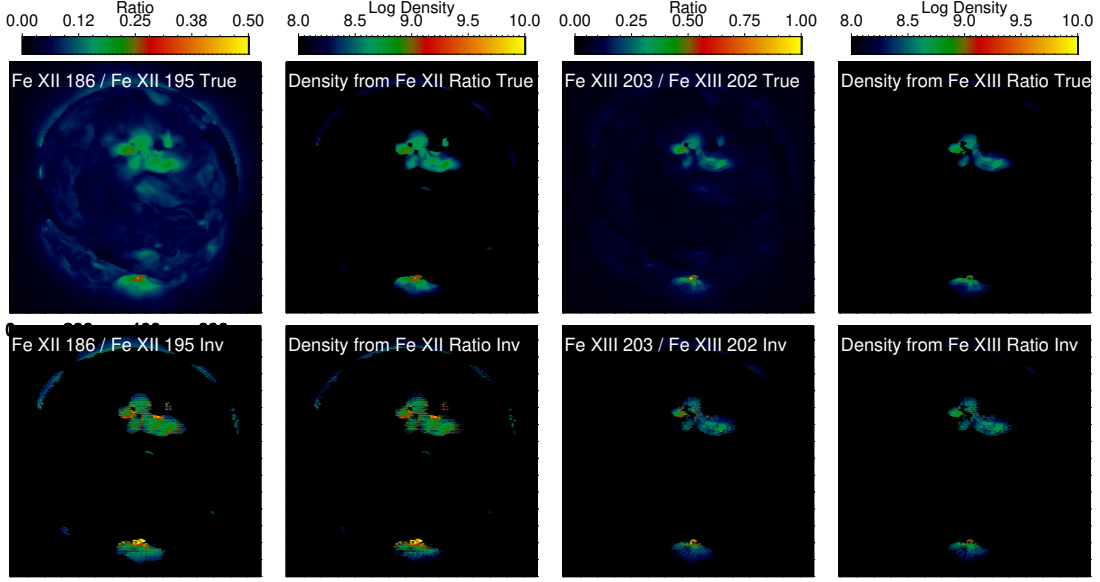 Ratio
Log Density
Ratio
Log Density
0.00 0.12 0.25 0.38 0.50
8.0 8.5 9.0 9.5 10.0
0.00 0.25 0.50 0.75 1.00
8.0 8.5 9.0 9.5 10.0
Fe XII 186 / Fe XII 195 True
Density from Fe XII Ratio True
Fe XIII 203 / Fe XIII 202 True
Density from Fe XIII Ratio True
Fe XII 186 / Fe XII 195 Inv
Density from Fe XII Ratio Inv
Fe XIII 203 / Fe XIII 202 Inv
Density from Fe XIII Ratio Inv